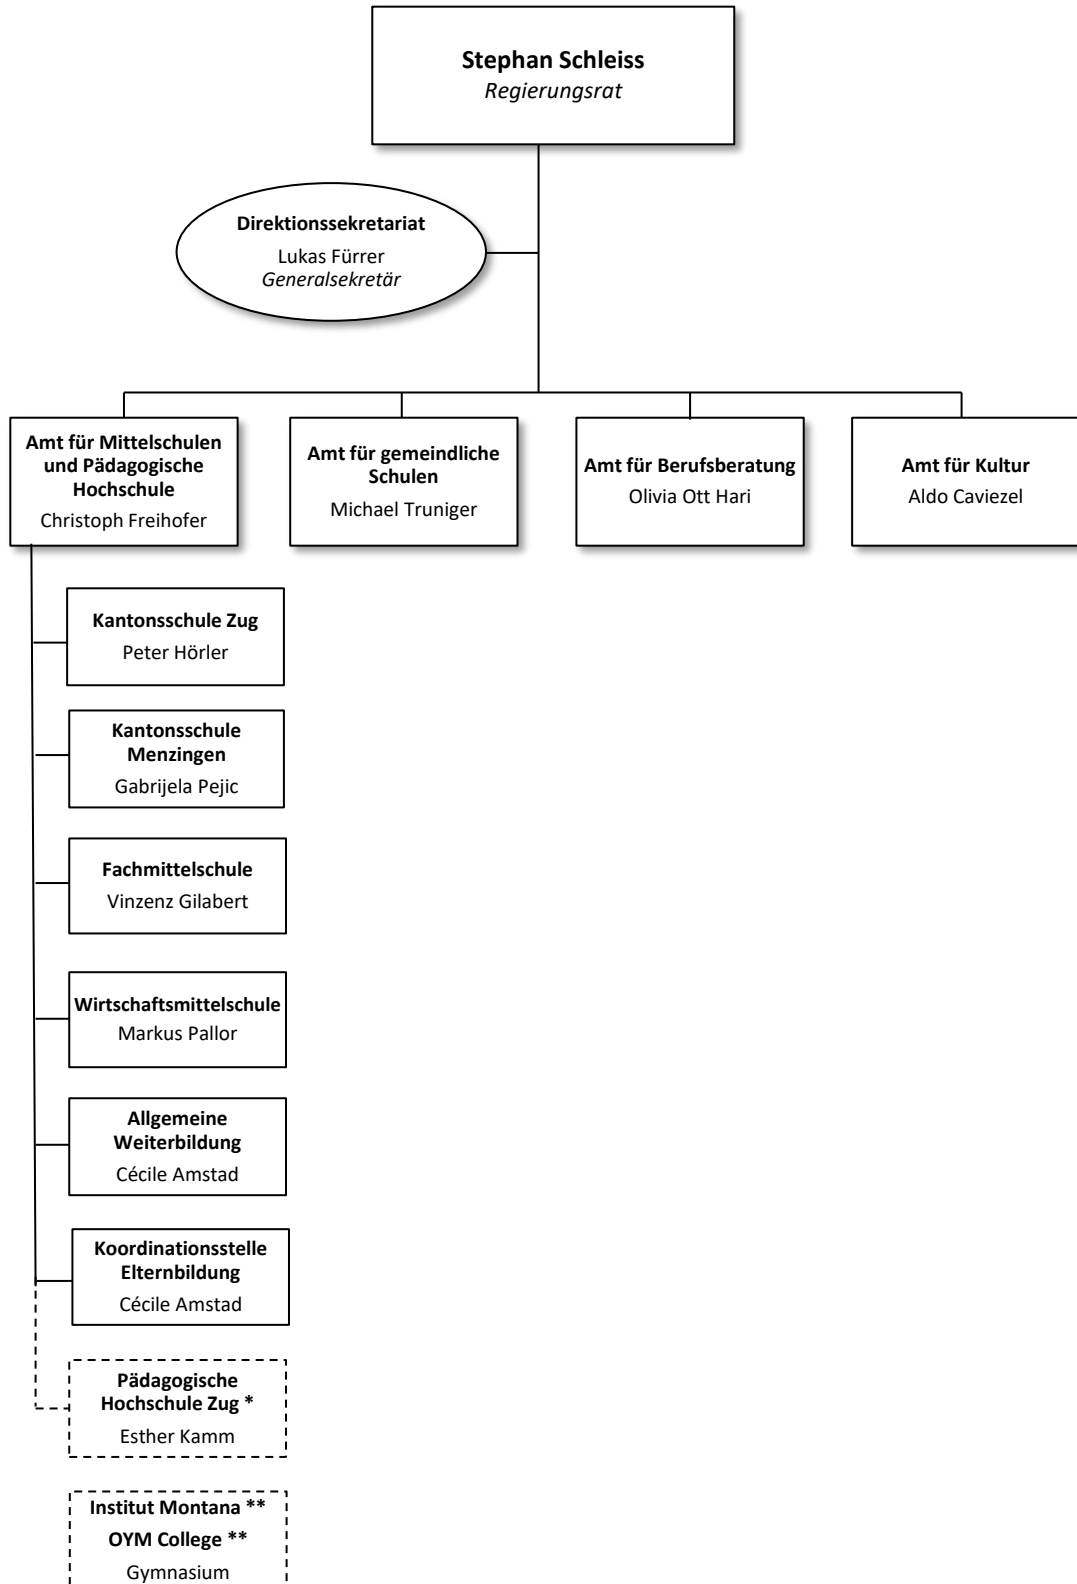 Stephan Schleiss
Regierungsrat
Direktionssekretariat
Lukas Fürrer
Generalsekretär
Amt für Mittelschulen
und Pädagogische
Hochschule
Christoph Freihofer
Amt für gemeindliche
Schulen
Michael Truniger
Amt für Berufsberatung
Olivia Ott Hari
Amt für Kultur
Aldo Caviezel
Kantonsschule Zug
Peter Hörler
Kantonsschule
Menzingen
Gabrijela Pejic
Fachmittelschule
Vinzenz Gilabert
Wirtschaftsmittelschule
Markus Pallor
Allgemeine
Weiterbildung
Cécile Amstad
Koordinationsstelle
Elternbildung
Cécile Amstad
Pädagogische
Hochschule Zug *
Esther Kamm
Institut Montana **
OYM College **
Gymnasium